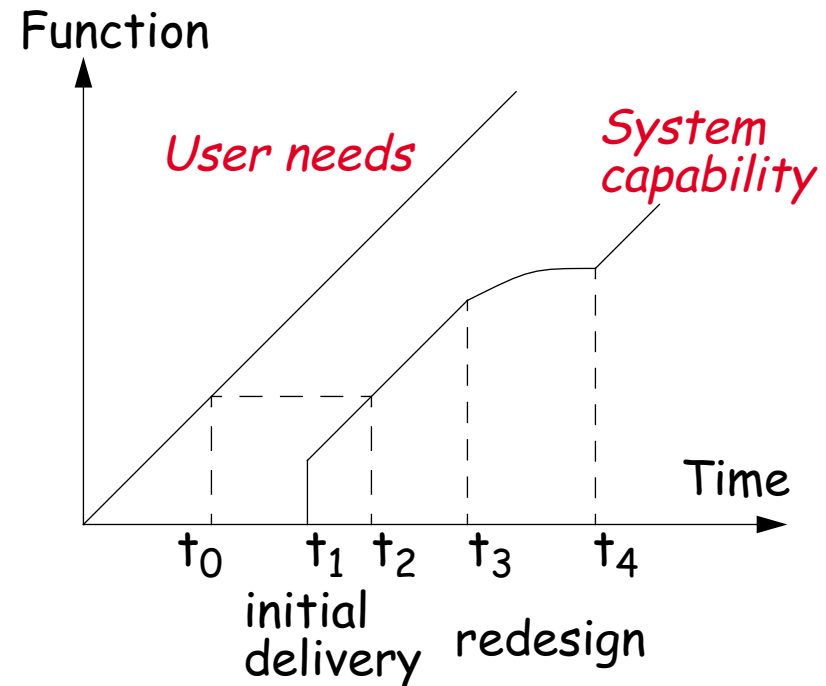 Function
User needs
System
capability
Time
t0 t1 t2 t3 t4
initial
delivery
redesign